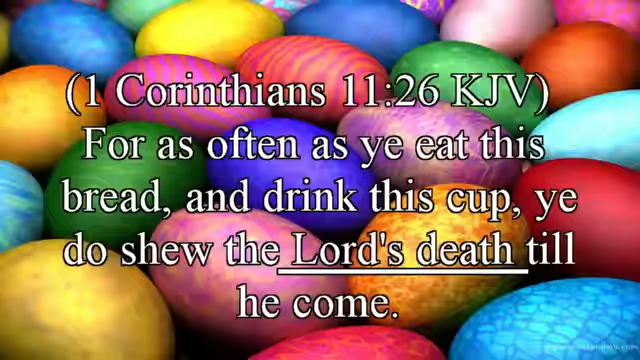 (1 Corinthians 11:26 KJV)
For as often as ye eat this
bread, and drink this cup, ye
do shew the Lord's death till
he come.